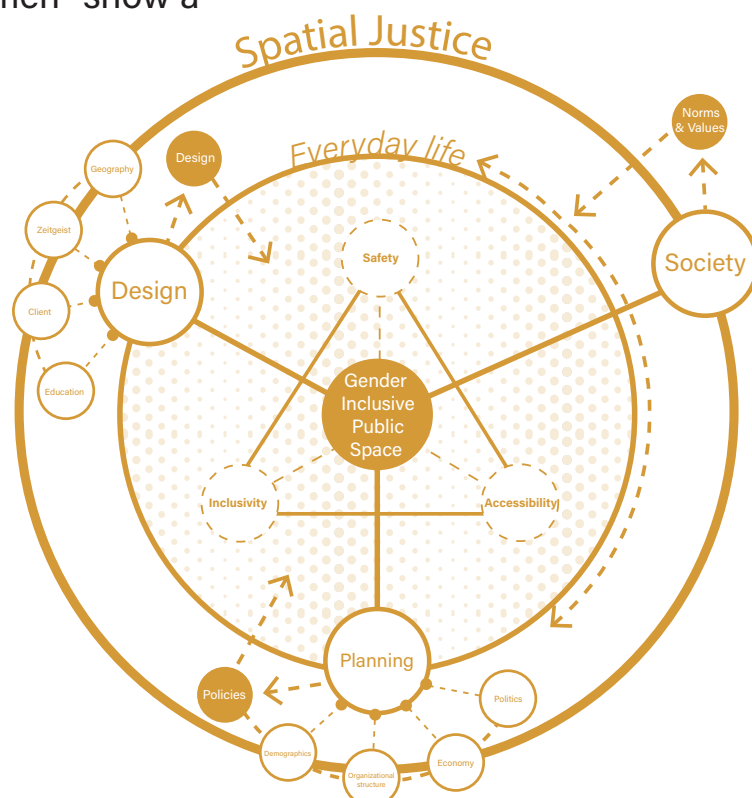 show a
Spatial Justice
Everyday life
Norms
& Values
Design
Geography
Zeitgeist
Safety
Society
Design
Client
Education
Gender
Inclusive
Public
Space
Inclusivity
Accessibility
Planning
Policies
Politics
Demographics
Economy
Organizational
structure